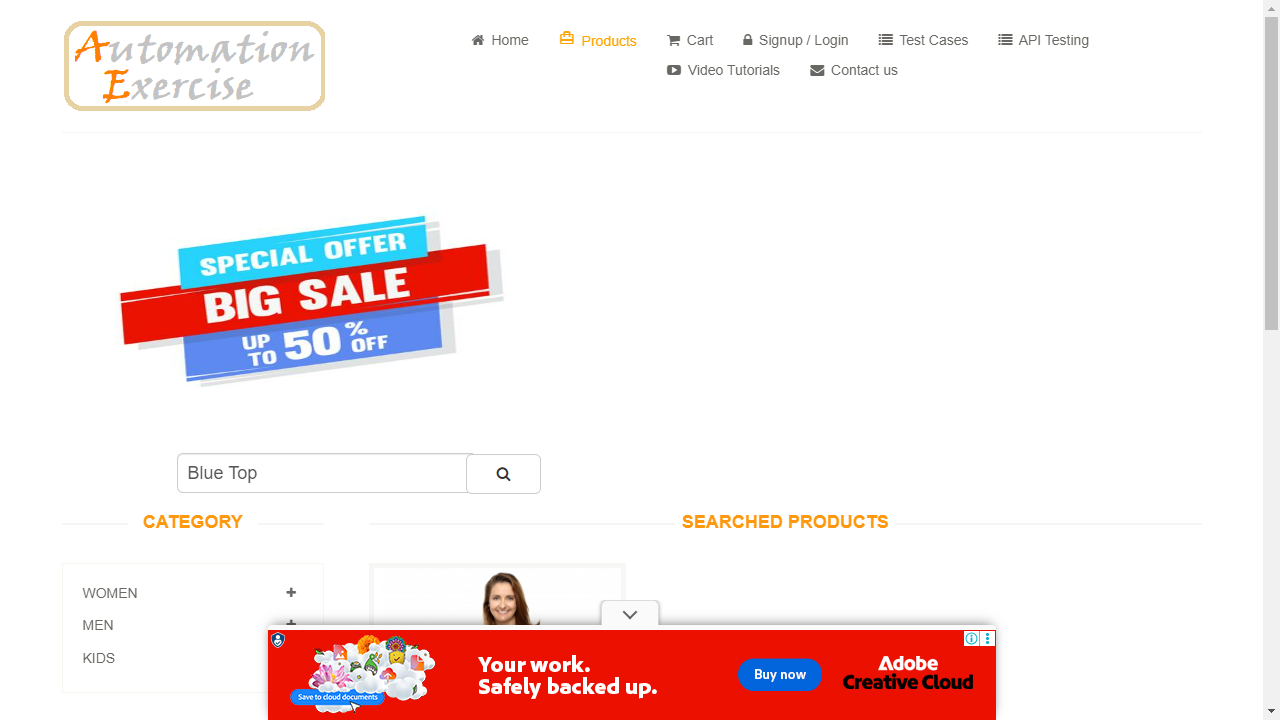 Automation
Exercise
Home
Products
Cart
Signup / Login
Test Cases
API Testing
Video Tutorials
Contact us
SPECIAL OFFER
BIG SALE
UP TO 50% OFF
Blue Top
CATEGORY
SEARCHED PRODUCTS
WOMEN
MEN
KIDS
Your work.
Safely backed up.
Save to cloud documents
Buy now
Adobe
Creative Cloud